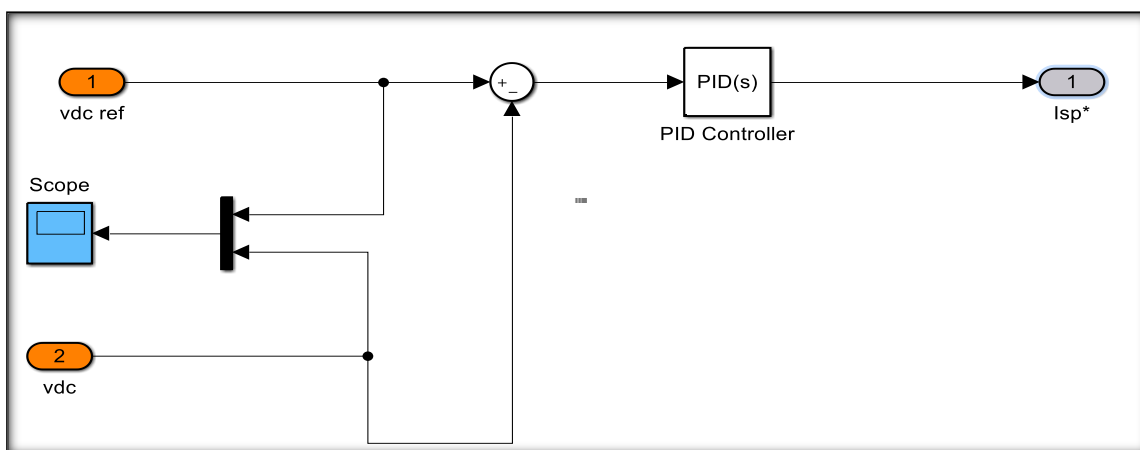 1
vdc ref
+
_
PID(s)
PID Controller
1
Isp*
Scope
2
vdc